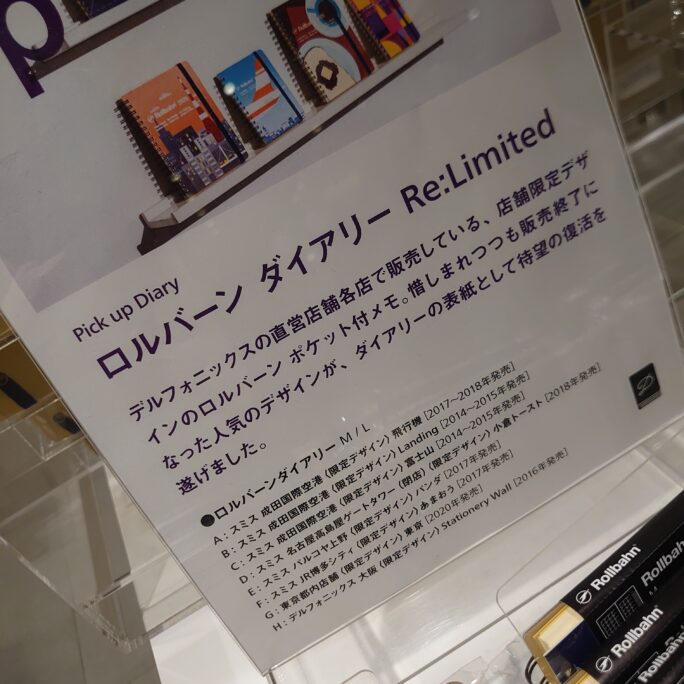 p
Rollbahn
Rollbahn
Pick up Diary
ロルバーン ダイアリー Re:Limited
デルフォニックスの直営店舗各店で販売している、店舗限定デザ
インのロルバーン ポケット付メモ。惜しまれつつも販売終了に
なった人気のデザインが、ダイアリーの表紙として待望の復活を
遂げました。
●ロルバーンダイアリー M / L
A：スミス 成田国際空港〈限定デザイン〉飛行機［2017～2018年発売］
B：スミス 成田国際空港〈限定デザイン〉Landing［2014～2015年発売］
C：スミス 成田国際空港〈限定デザイン〉富士山［2014～2015年発売］
D：スミス 名古屋高島屋ゲートタワー（閉店）〈限定デザイン〉小倉トースト［2018年発売］
E：スミス パルコヤ上野〈限定デザイン〉パンダ［2017年発売］
F：スミス JR博多シティ〈限定デザイン〉あまおう［2017年発売］
G：東京都内店舗〈限定デザイン〉東京［2020年発売］
H：デルフォニックス 大阪〈限定デザイン〉Stationery Wall［2016年発売］
Rollbahn
Rollbahn
Rollbahn
Rollbahn